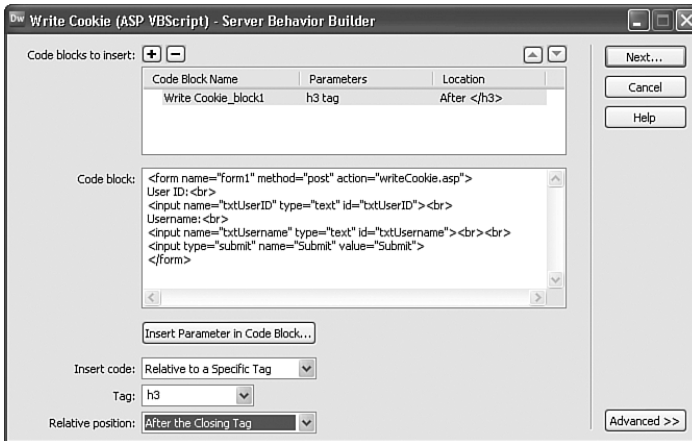 Dw Write Cookie (ASP VBScript) - Server Behavior Builder
Code blocks to insert:
Code Block Name Parameters Location
Write Cookie_block1 h3 tag After </h3>
Next...
Cancel
Help
Code block:
<form name="form1" method="post" action="writeCookie.asp">
User ID:<br>
<input name="txtUserID" type="text" id="txtUserID"><br>
Username:<br>
<input name="txtUsername" type="text" id="txtUsername"><br><br>
<input type="submit" name="Submit" value="Submit">
</form>
Insert Parameter in Code Block...
Insert code: Relative to a Specific Tag
Tag: h3
Relative position: After the Closing Tag
Advanced >>